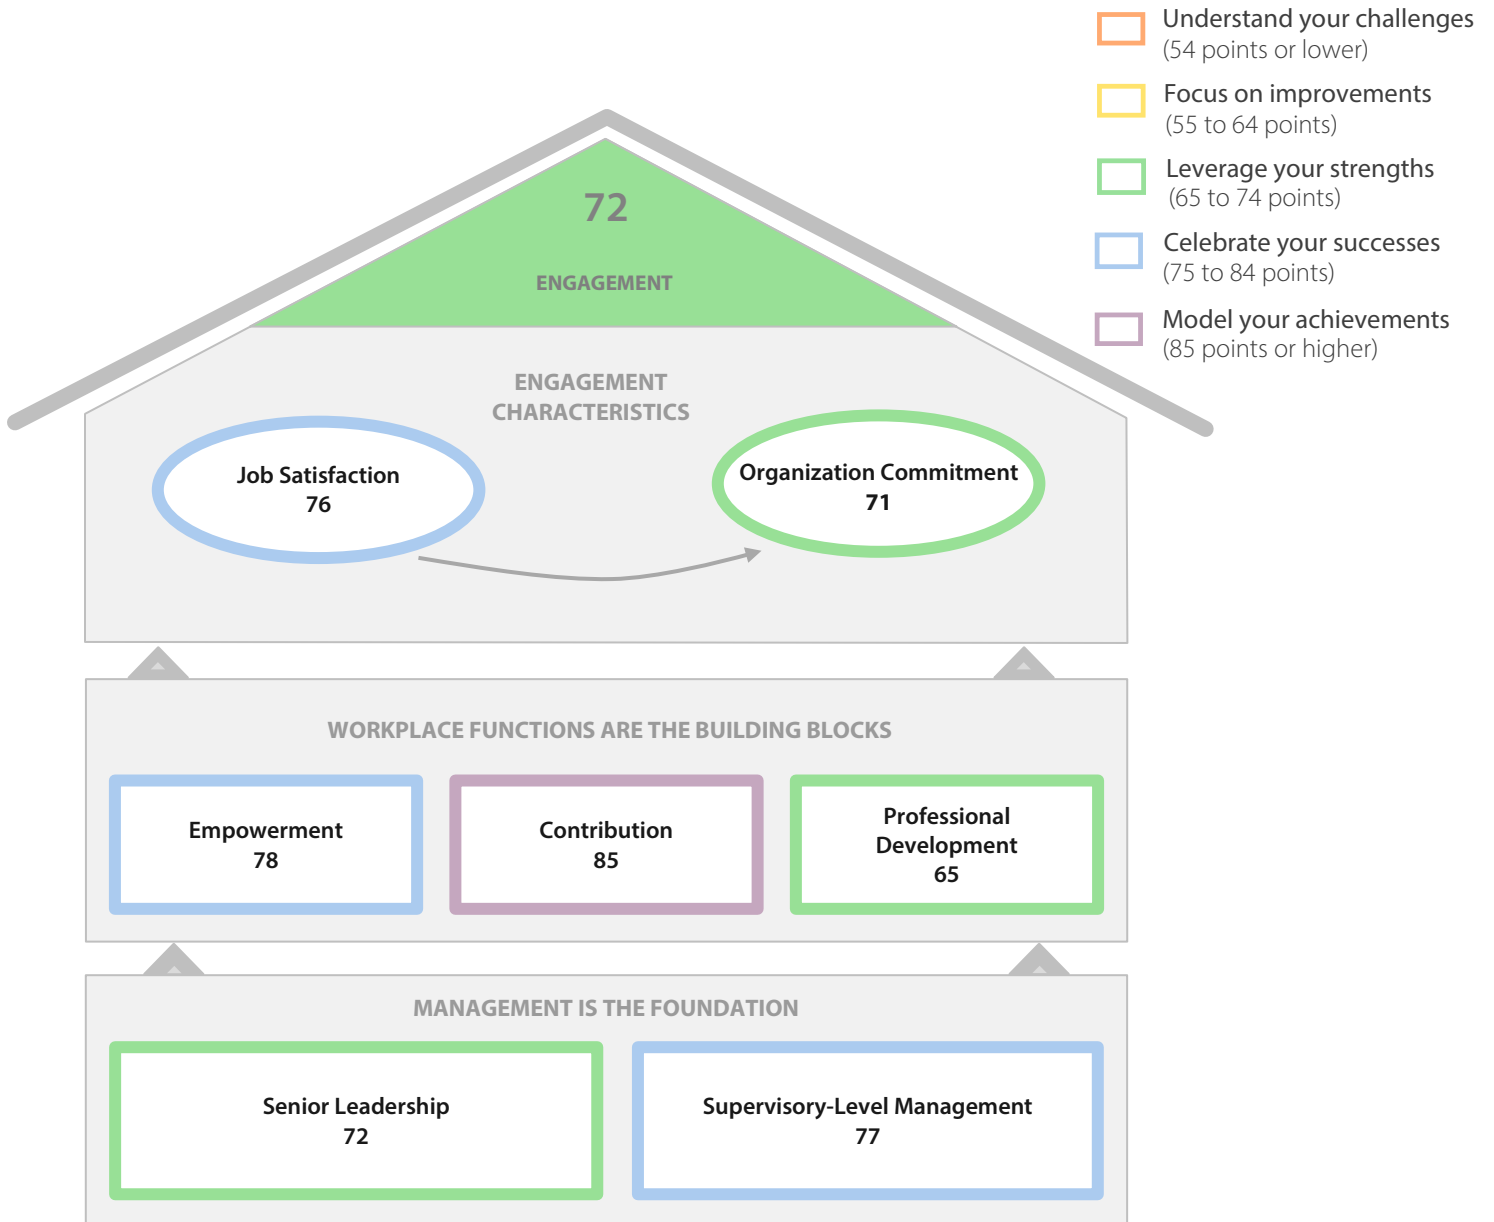 Understand your challenges
(54 points or lower)
Focus on improvements
(55 to 64 points)
Leverage your strengths
(65 to 74 points)
Celebrate your successes
(75 to 84 points)
Model your achievements
(85 points or higher)
72
ENGAGEMENT
ENGAGEMENT
CHARACTERISTICS
Job Satisfaction
76
Organization Commitment
71
WORKPLACE FUNCTIONS ARE THE BUILDING BLOCKS
Empowerment
78
Contribution
85
Professional
Development
65
MANAGEMENT IS THE FOUNDATION
Senior Leadership
72
Supervisory-Level Management
77